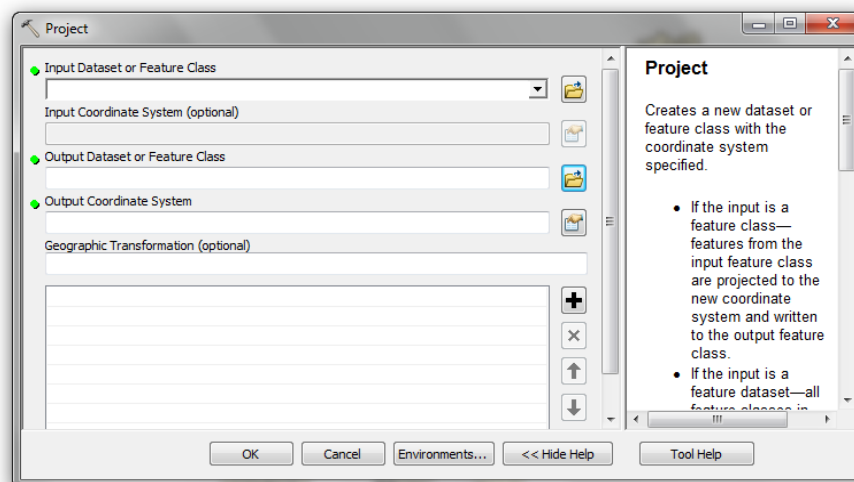 Project
Input Dataset or Feature Class
Input Coordinate System (optional)
Output Dataset or Feature Class
Output Coordinate System
Geographic Transformation (optional)
OK
Cancel
Environments...
<< Hide Help
Tool Help
Project
Creates a new dataset or
feature class with the
coordinate system
specified.
• If the input is a
feature class—
features from the
input feature class
are projected to the
new coordinate
system and written
to the output feature
class.
• If the input is a
feature dataset—all
feature classes in